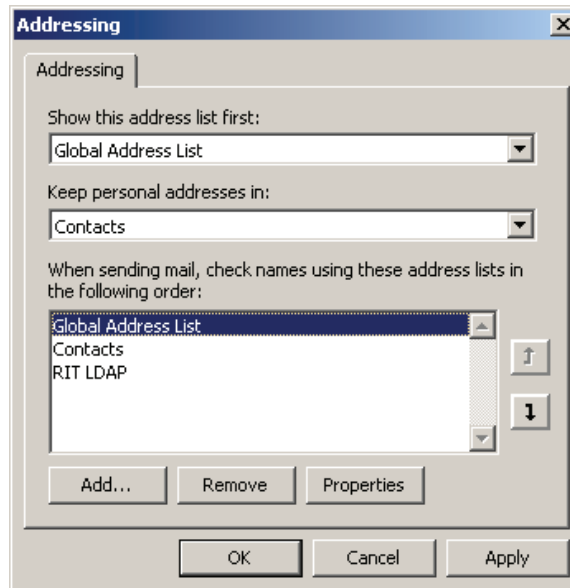 Addressing
Addressing
Show this address list first:
Global Address List
Keep personal addresses in:
Contacts
When sending mail, check names using these address lists in
the following order:
Global Address List
Contacts
RIT LDAP
Add...
Remove
Properties
OK
Cancel
Apply